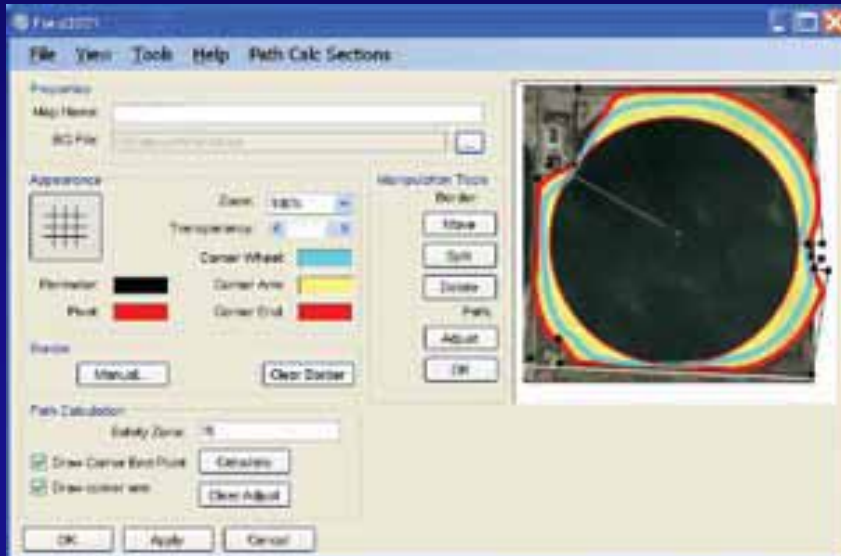 File View Tools Help Path Calc Sections
Properties
Map Name:
BG File: ...
Appearance
Zoom: 100%
Transparency:
Corner Wheel:
Perimeter: Corner Arm:
Pivot: Corner End:
Border
Manual... Clear Border
Manipulation Tools
Border
Move
Split
Delete
Path
Adjust
OK
Path Calculation
Safety Zone:
Draw Corner End Point Calculate
Draw corner arm Clear Adjust
OK Apply Cancel